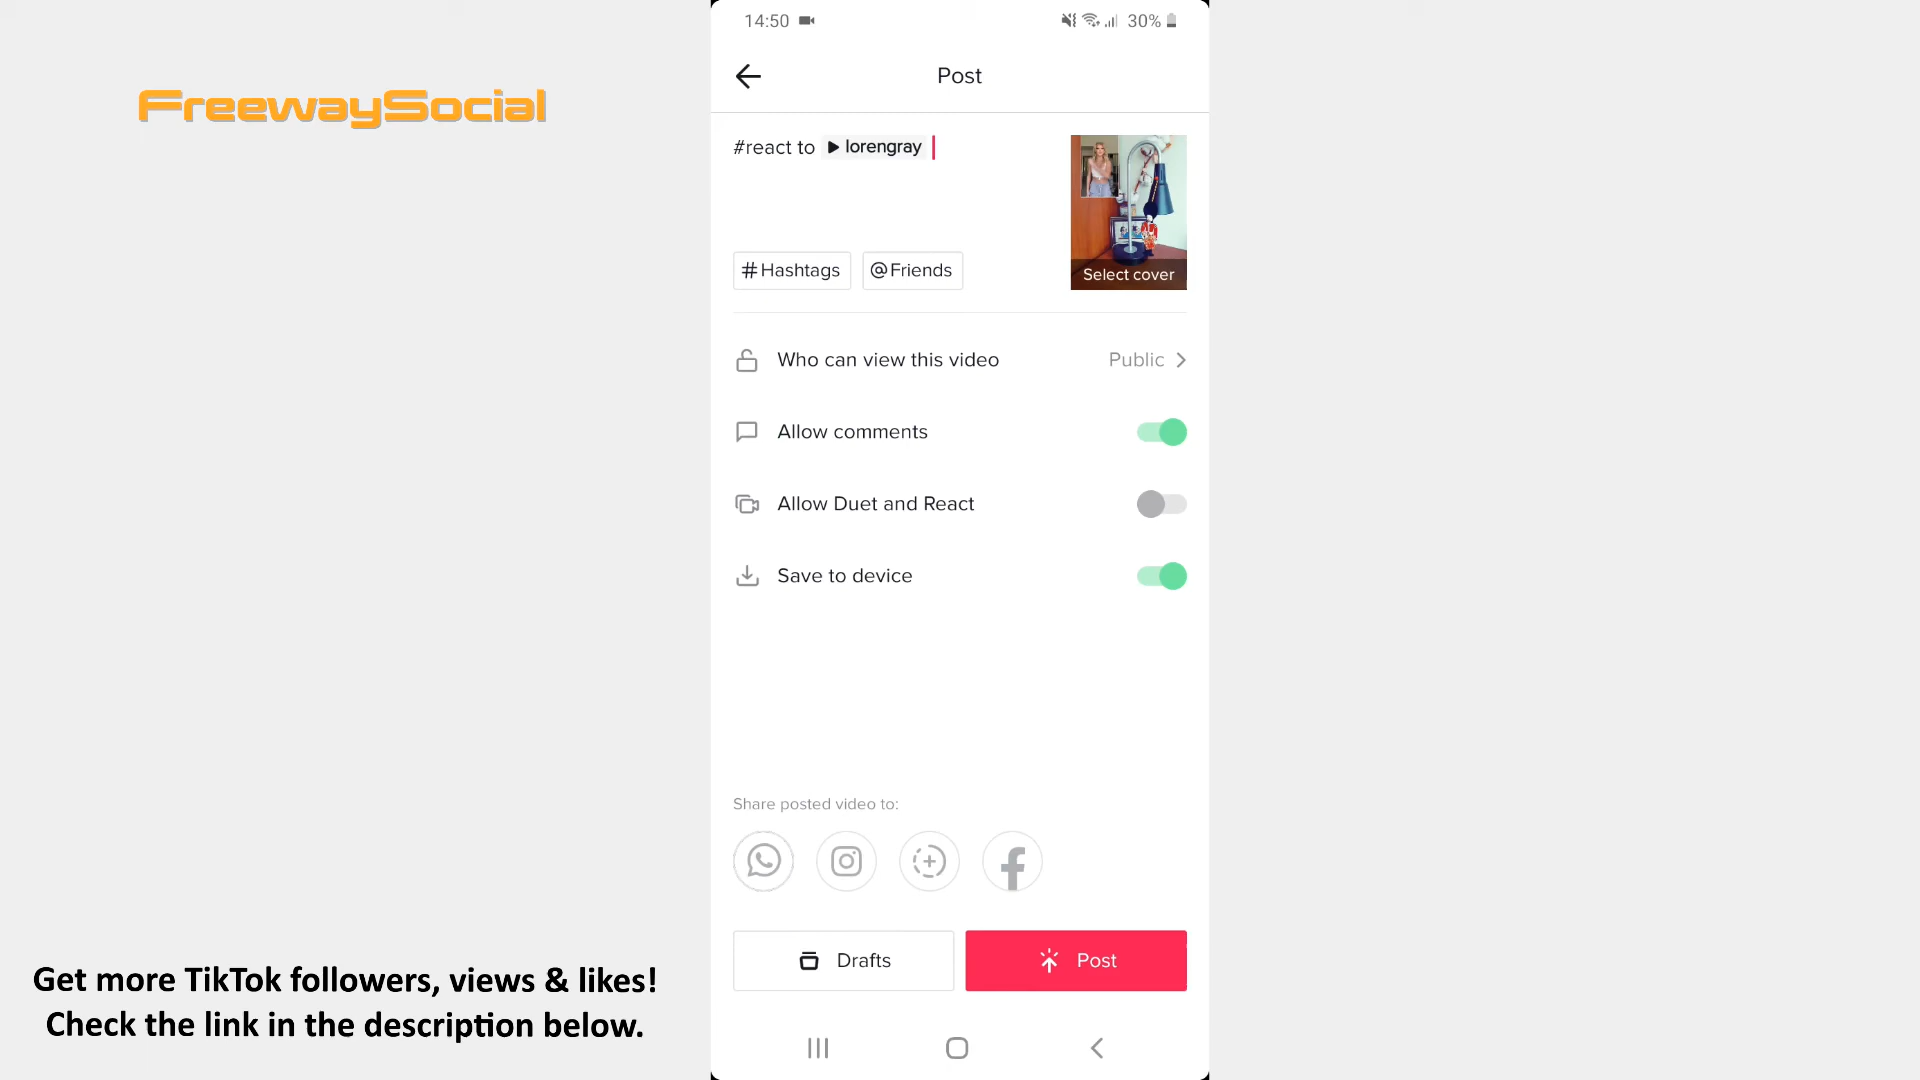 14:50
30%
FreewaySocial
Post
#react to lorengray
#Hashtags
@Friends
Select cover
Who can view this video
Public
Allow comments
Allow Duet and React
Save to device
Share posted video to:
Drafts
Post
Get more TikTok followers, views & likes!
Check the link in the description below.